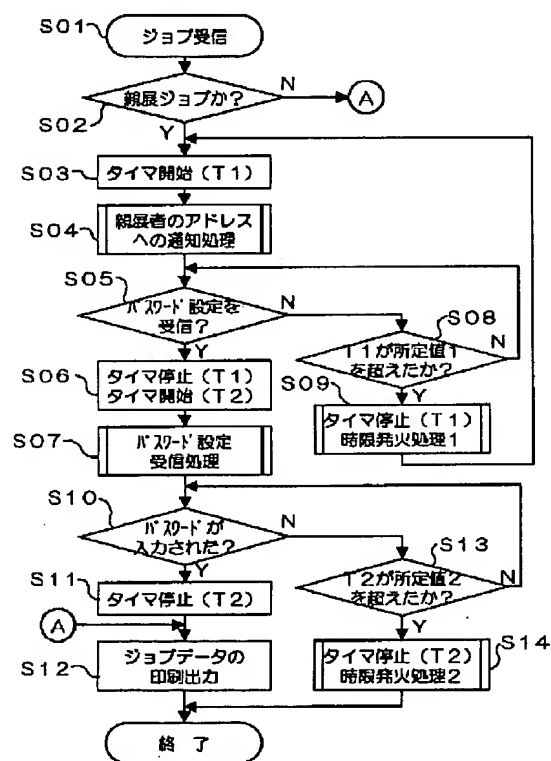 S01
ジョブ受信
S02
親展ジョブか?
N
A
Y
S03
タイマ開始(T1)
S04
親展者のアドレス
への通知処理
S05
パスワード設定を
受信?
N
Y
S08
T1が所定値1
を超えたか?
N
Y
S06
タイマ停止(T1)
タイマ開始(T2)
S09
タイマ停止(T1)
時限発火処理1
S07
パスワード設定
受信処理
S10
パスワードが
入力された?
N
Y
S13
T2が所定値2
を超えたか?
N
Y
S11
タイマ停止(T2)
A
S12
ジョブデータの
印刷出力
S14
タイマ停止(T2)
時限発火処理2
終了